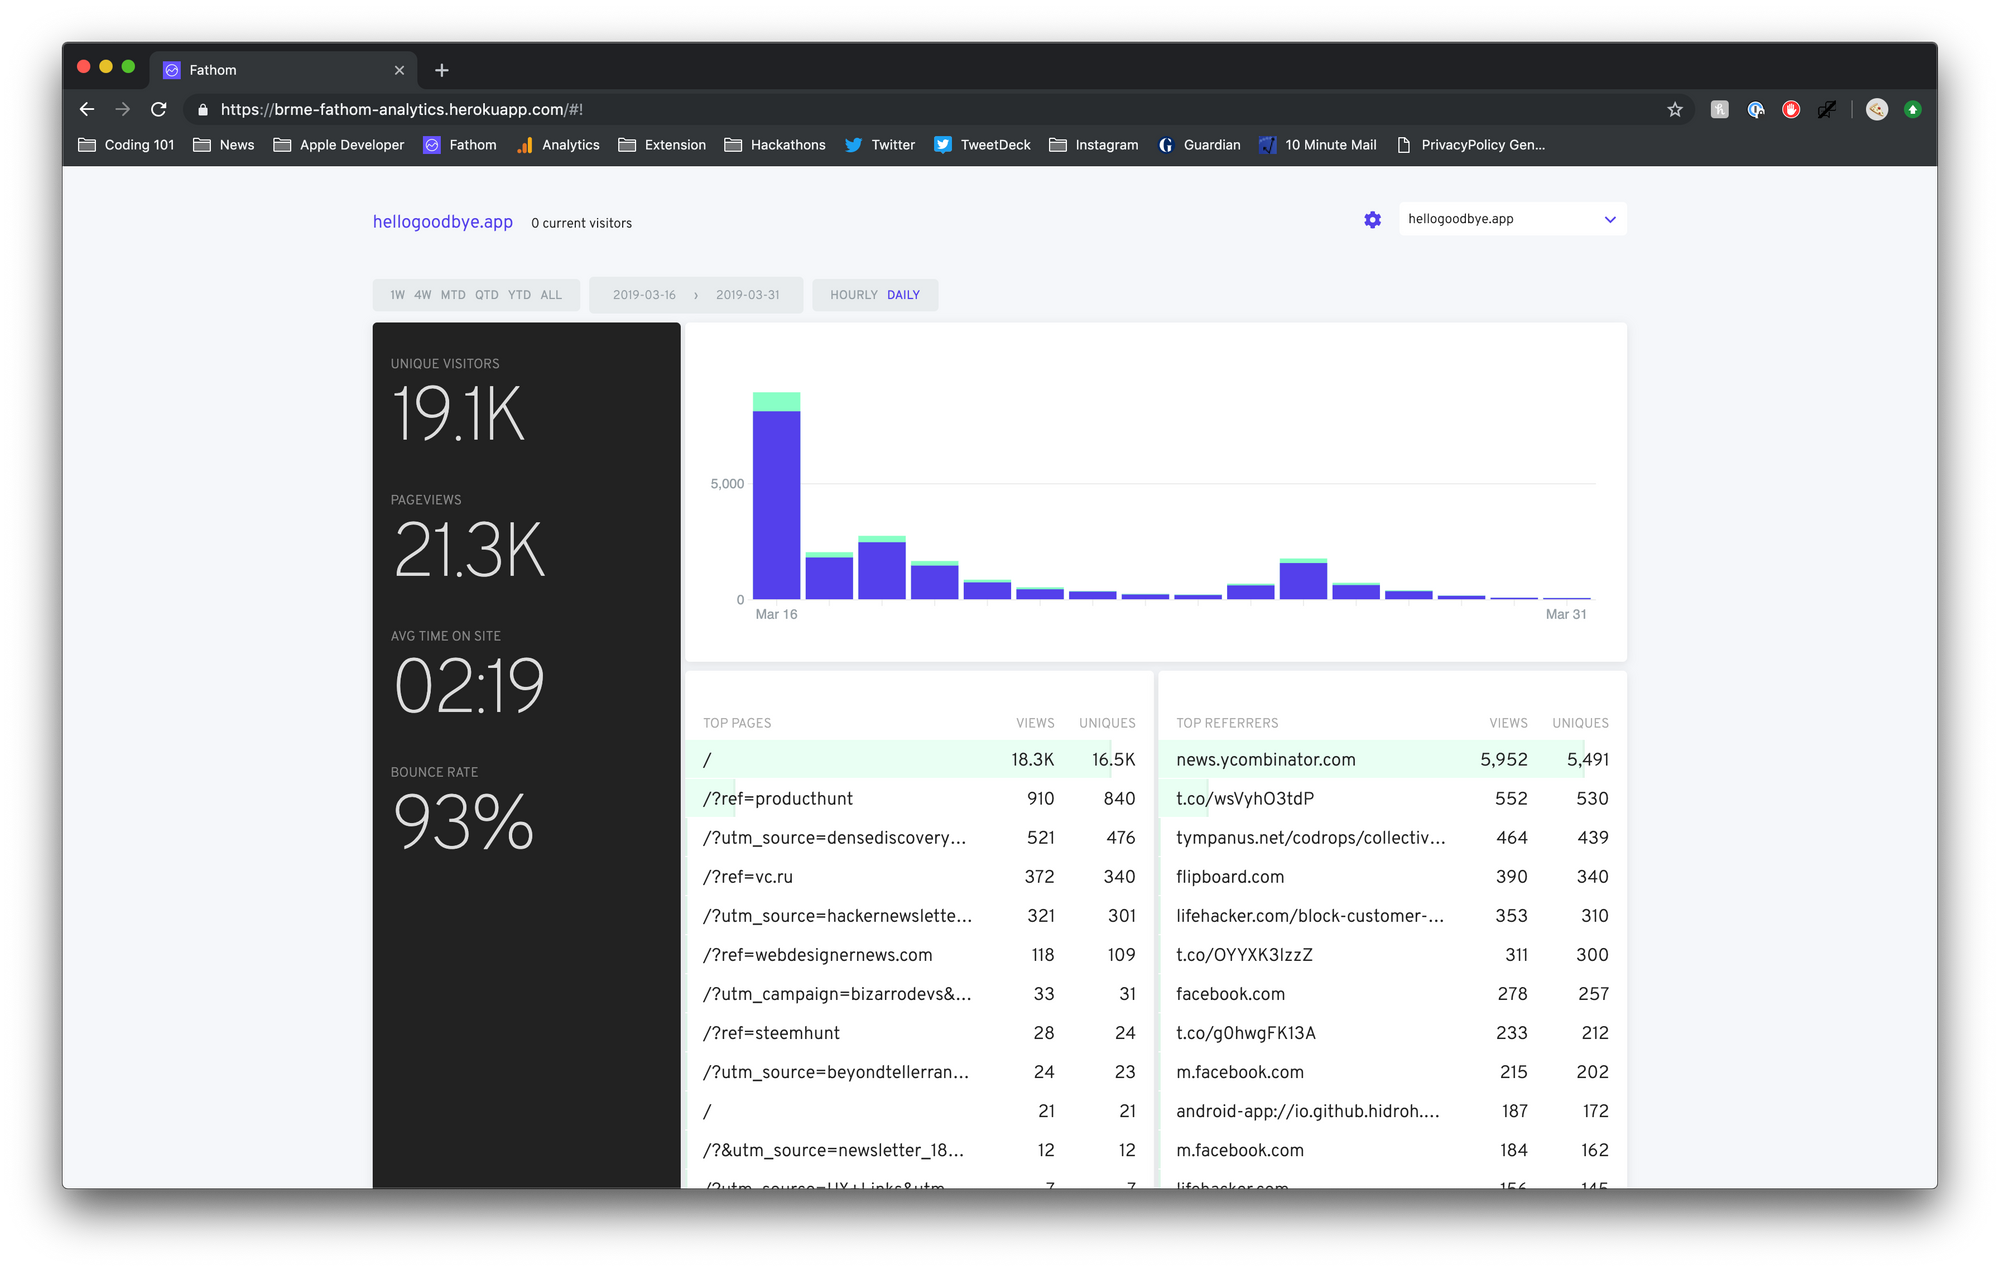 Fathom
https://brme-fathom-analytics.herokuapp.com/#!
Coding 101 News Apple Developer Fathom Analytics Extension Hackathons Twitter TweetDeck Instagram Guardian 10 Minute Mail PrivacyPolicy Gen...
hellogoodbye.app 0 current visitors hellogoodbye.app
1W 4W MTD QTD YTD ALL 2019-03-16 › 2019-03-31 HOURLY DAILY
UNIQUE VISITORS
19.1K
PAGEVIEWS
21.3K
AVG TIME ON SITE
02:19
BOUNCE RATE
93%
5,000
0
Mar 16 Mar 31
TOP PAGES VIEWS UNIQUES
/ 18.3K 16.5K
/?ref=producthunt 910 840
/?utm_source=densediscovery... 521 476
/?ref=vc.ru 372 340
/?utm_source=hackernewslette... 321 301
/?ref=webdesignernews.com 118 109
/?utm_campaign=bizarrodevs&... 33 31
/?ref=steemhunt 28 24
/?utm_source=beyondtellerran... 24 23
/ 21 21
/?&utm_source=newsletter_18... 12 12
/?utm_source=UX+Links&utm 7 7
TOP REFERRERS VIEWS UNIQUES
news.ycombinator.com 5,952 5,491
t.co/wsVyhO3tdP 552 530
tympanus.net/codrops/collectiv... 464 439
flipboard.com 390 340
lifehacker.com/block-customer-... 353 310
t.co/OYYXK3IzzZ 311 300
facebook.com 278 257
t.co/g0hwgFK13A 233 212
m.facebook.com 215 202
android-app://io.github.hidroh.... 187 172
m.facebook.com 184 162
lifehacker.com 156 145